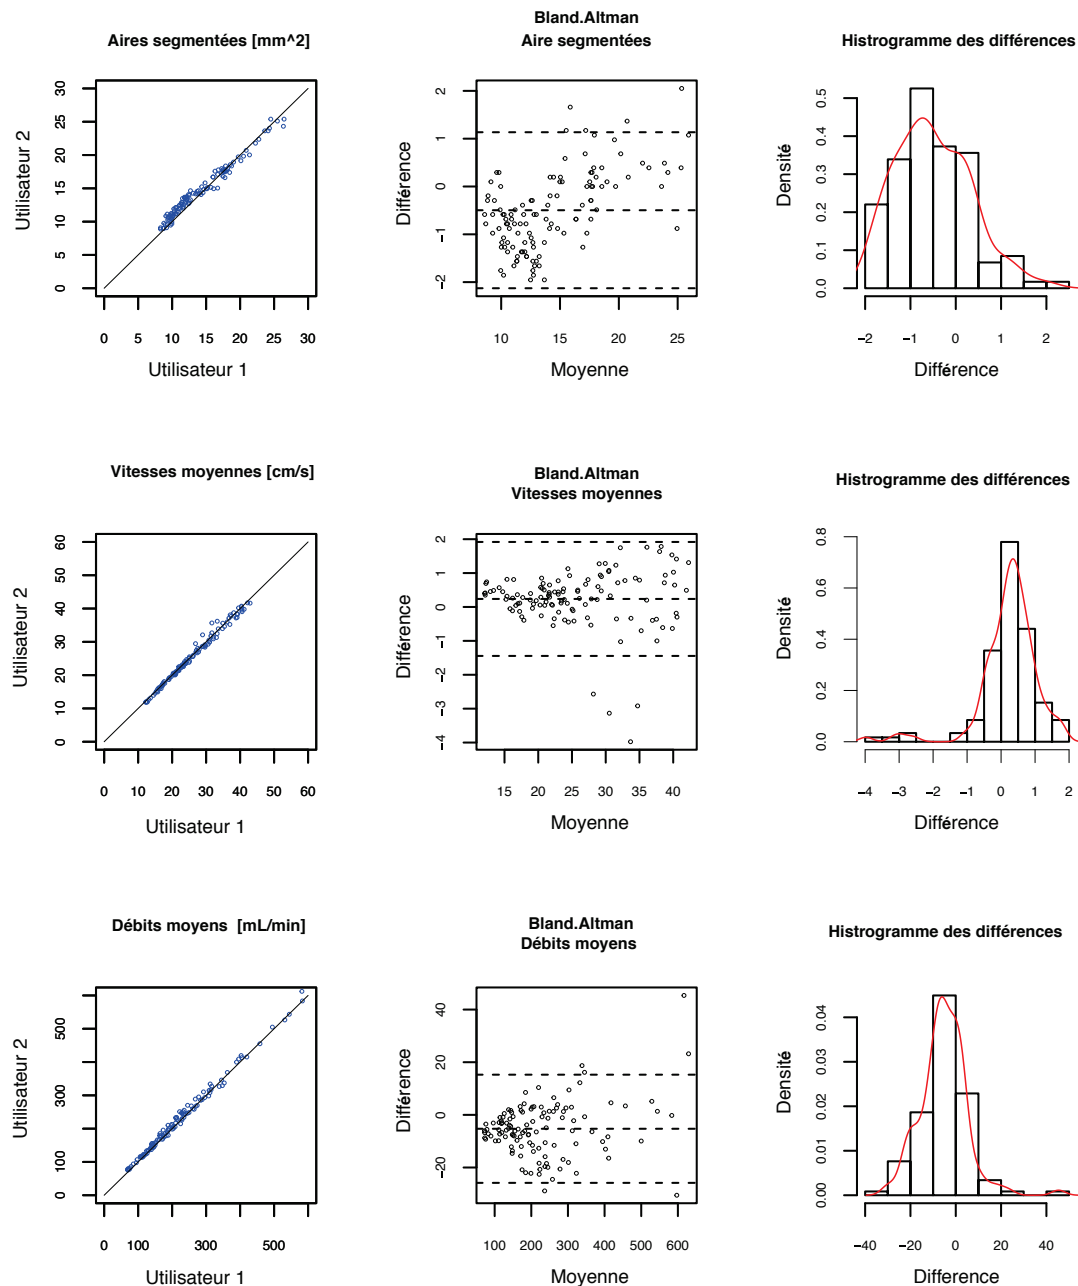 Aires segmentées [mm^2]
Utilisateur 2
0 5 10 15 20 25 30
0 5 10 15 20 25 30
Utilisateur 1
Bland.Altman
Aire segmentées
Différence
-2 -1 0 1 2
10 15 20 25
Moyenne
Histrogramme des différences
Densité
0.0 0.1 0.2 0.3 0.4 0.5
-2 -1 0 1 2
Différence
Vitesses moyennes [cm/s]
Utilisateur 2
0 10 20 30 40 50 60
0 10 20 30 40 50 60
Utilisateur 1
Bland.Altman
Vitesses moyennes
Différence
-4 -3 -2 -1 0 1 2
15 20 25 30 35 40
Moyenne
Histrogramme des différences
Densité
0.0 0.2 0.4 0.6 0.8
-4 -3 -2 -1 0 1 2
Différence
Débits moyens [mL/min]
Utilisateur 2
0 100 300 500
0 100 300 500
Utilisateur 1
Bland.Altman
Débits moyens
Différence
-20 0 20 40
100 200 300 400 500 600
Moyenne
Histrogramme des différences
Densité
0.00 0.02 0.04
-40 -20 0 20 40
Difference